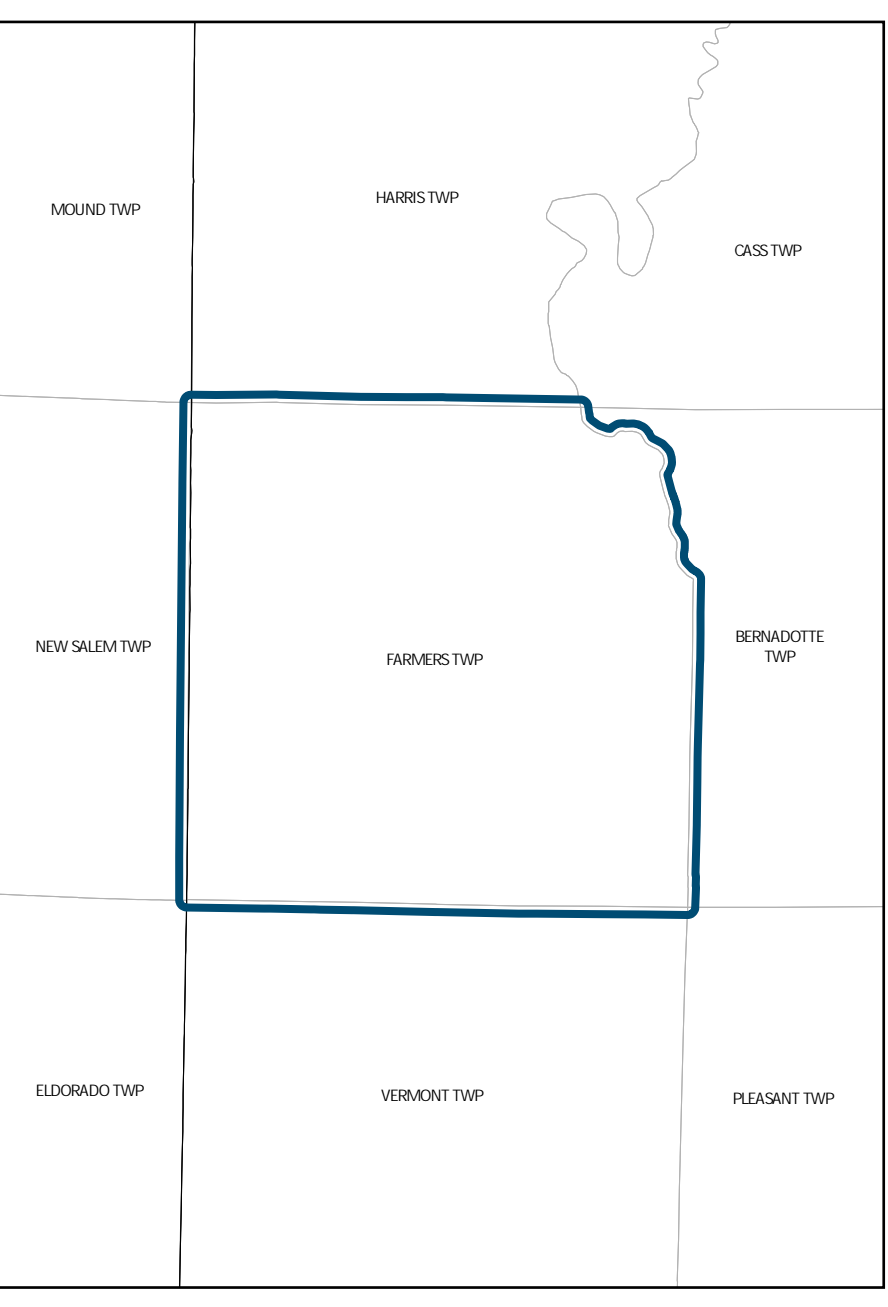 MOUND TWP
HARRIS TWP
CASS TWP
NEW SALEM TWP
FARMERS TWP
BERNADOTTE
TWP
ELDORADO TWP
VERMONT TWP
PLEASANT TWP